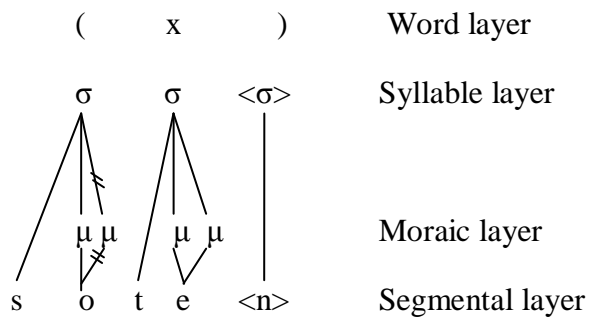 ( x ) Word layer
σ σ <σ> Syllable layer
μ μ μ μ Moraic layer
s o t e <n> Segmental layer